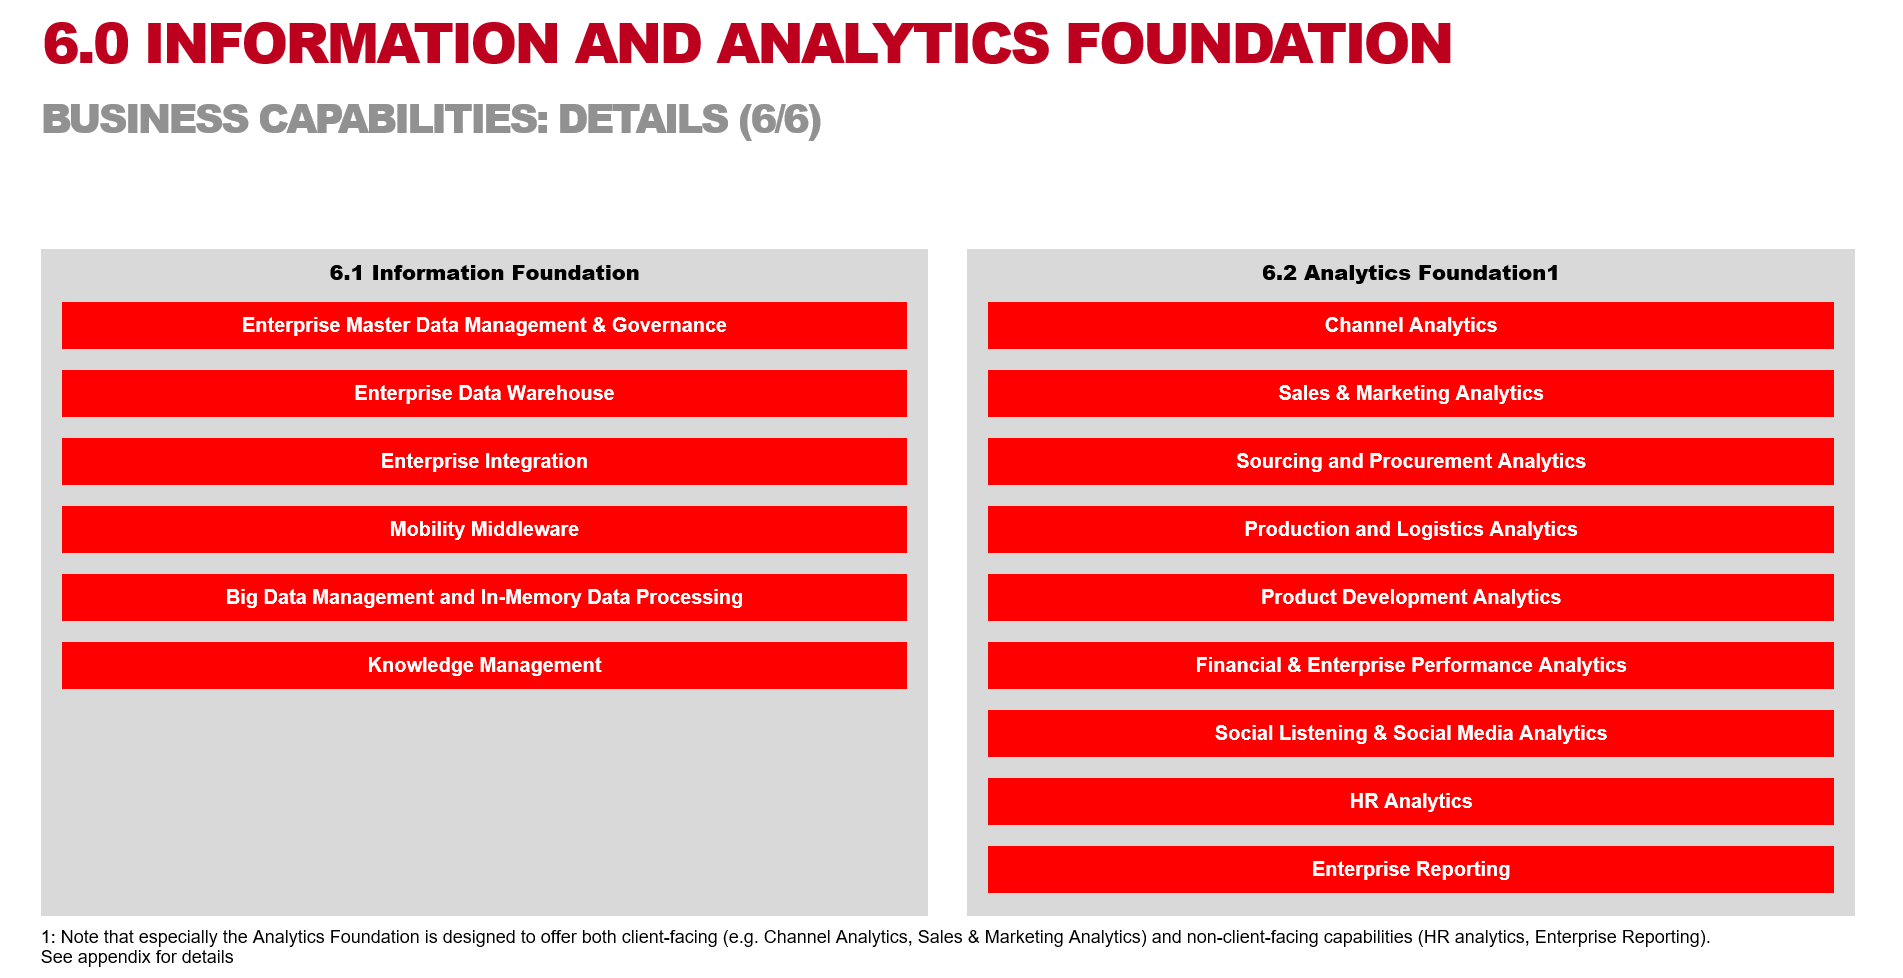 6.0 INFORMATION AND ANALYTICS FOUNDATION
BUSINESS CAPABILITIES: DETAILS (6/6)
6.1 Information Foundation
Enterprise Master Data Management & Governance
Enterprise Data Warehouse
Enterprise Integration
Mobility Middleware
Big Data Management and In-Memory Data Processing
Knowledge Management
6.2 Analytics Foundation1
Channel Analytics
Sales & Marketing Analytics
Sourcing and Procurement Analytics
Production and Logistics Analytics
Product Development Analytics
Financial & Enterprise Performance Analytics
Social Listening & Social Media Analytics
HR Analytics
Enterprise Reporting
1: Note that especially the Analytics Foundation is designed to offer both client-facing (e.g. Channel Analytics, Sales & Marketing Analytics) and non-client-facing capabilities (HR analytics, Enterprise Reporting).
See appendix for details